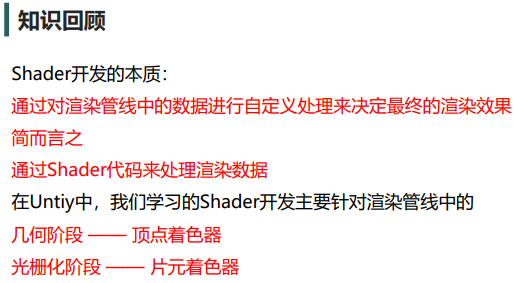 知识回顾
Shader开发的本质：
通过对渲染管线中的数据进行自定义处理来决定最终的渲染效果
简而言之
通过Shader代码来处理渲染数据
在Untiy中，我们学习的Shader开发主要针对渲染管线中的
几何阶段 —— 顶点着色器
光栅化阶段 —— 片元着色器